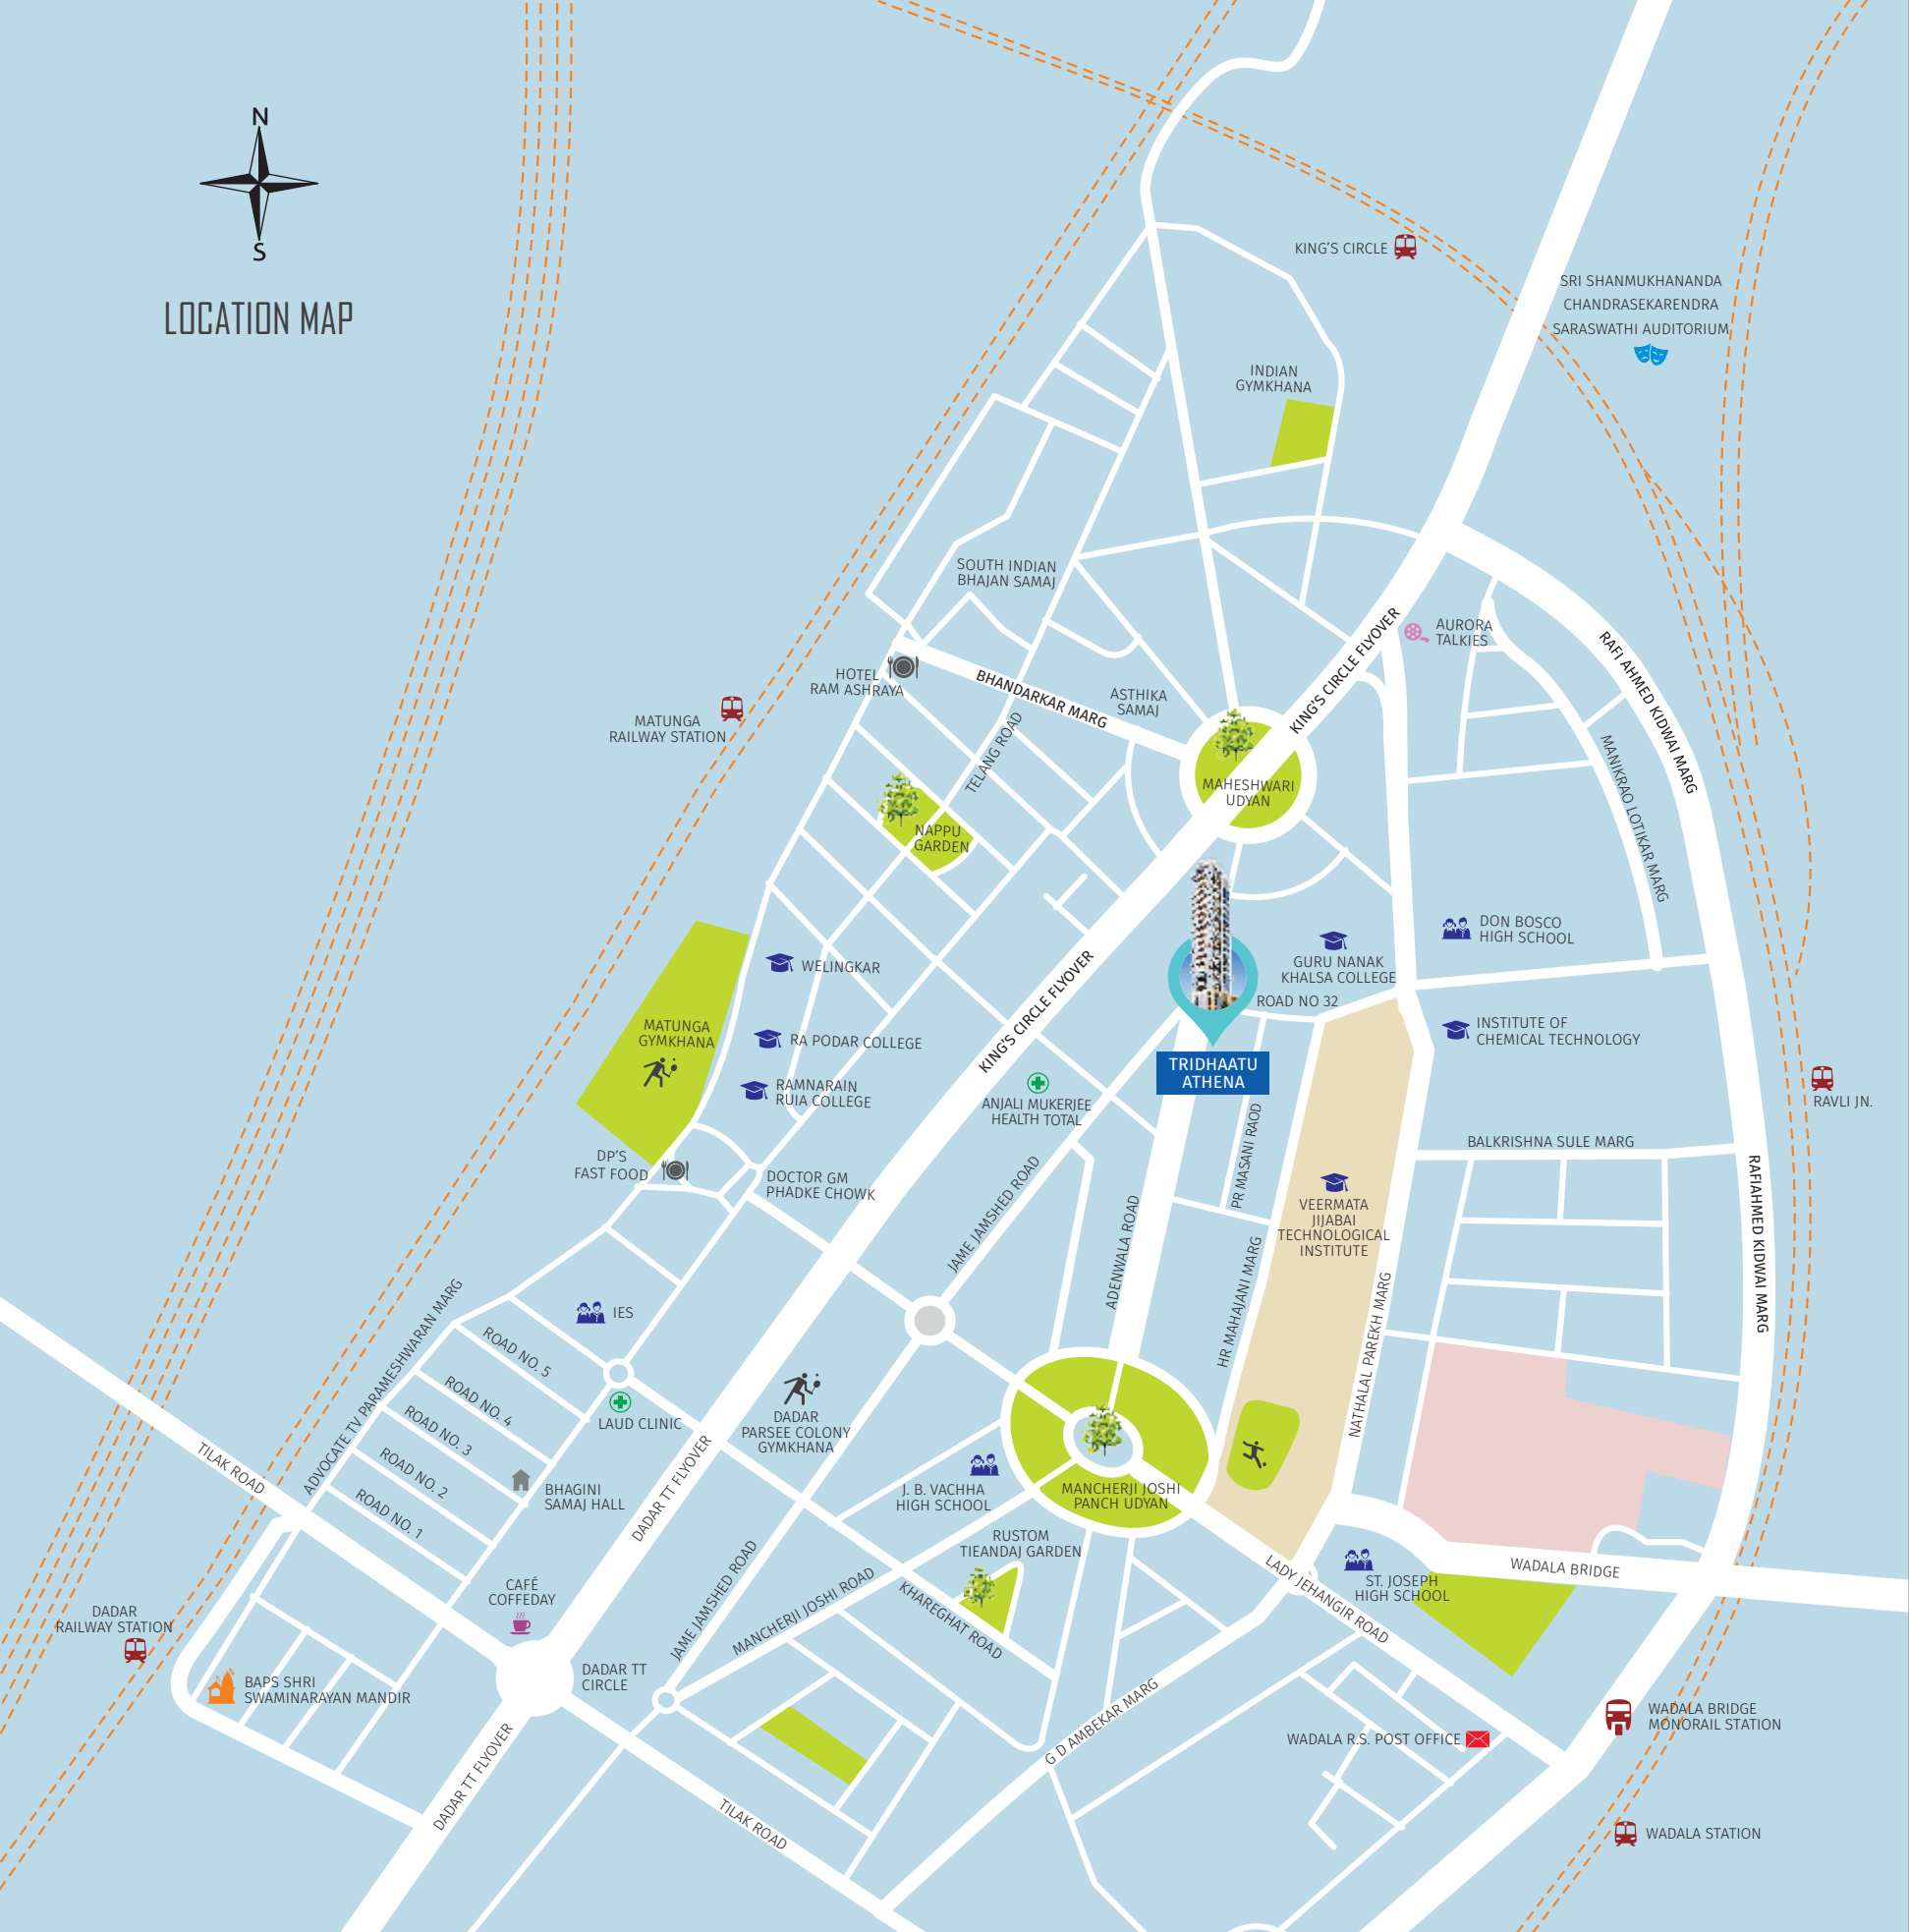 N
S
LOCATION MAP
KING'S CIRCLE
SRI SHANMUKHANANDA
CHANDRASEKARENDRA
SARASWATHI AUDITORIUM
INDIAN
GYMKHANA
SOUTH INDIAN
BHAJAN SAMAJ
AURORA
TALKIES
KING'S CIRCLE FLYOVER
RAFI AHMED KIDWAI MARG
HOTEL
RAM ASHRAYA
BHANDARKAR MARG
ASTHIKA
SAMAJ
MATUNGA
RAILWAY STATION
TELANG ROAD
MANIKRAO LOTIKAR MARG
MAHESHWARI
UDYAN
NAPPU
GARDEN
DON BOSCO
HIGH SCHOOL
WELINGKAR
GURU NANAK
KHALSA COLLEGE
ROAD NO 32
KING'S CIRCLE FLYOVER
MATUNGA
GYMKHANA
RA PODAR COLLEGE
INSTITUTE OF
CHEMICAL TECHNOLOGY
TRIDHAATU
ATHENA
RAMNARAIN
RUIA COLLEGE
ANJALI MUKERJEE
HEALTH TOTAL
RAVLI JN.
PR MASANI RAOD
BALKRISHNA SULE MARG
DP'S
FAST FOOD
DOCTOR GM
PHADKE CHOWK
JAME JAMSHED ROAD
ADENWALA ROAD
VEERMATA
JIJABAI
TECHNOLOGICAL
INSTITUTE
RAFIAHMED KIDWAI MARG
HR MAHAJANI MARG
NATHALAL PAREKH MARG
ADVOCATE TV PARAMESHWARAN MARG
IES
ROAD NO. 5
ROAD NO. 4
ROAD NO. 3
ROAD NO. 2
ROAD NO. 1
LAUD CLINIC
DADAR
PARSEE COLONY
GYMKHANA
TILAK ROAD
DADAR TT FLYOVER
BHAGINI
SAMAJ HALL
J. B. VACHHA
HIGH SCHOOL
MANCHERJI JOSHI
PANCH UDYAN
RUSTOM
TIEANDAJ GARDEN
JAME JAMSHED ROAD
MANCHERJI JOSHI ROAD
KHAREGHAT ROAD
LADY JEHANGIR ROAD
ST. JOSEPH
HIGH SCHOOL
WADALA BRIDGE
CAFÉ
COFFEDAY
DADAR
RAILWAY STATION
DADAR TT
CIRCLE
BAPS SHRI
SWAMINARAYAN MANDIR
G D AMBEKAR MARG
WADALA BRIDGE
MONORAIL STATION
WADALA R.S. POST OFFICE
DADAR TT FLYOVER
TILAK ROAD
WADALA STATION